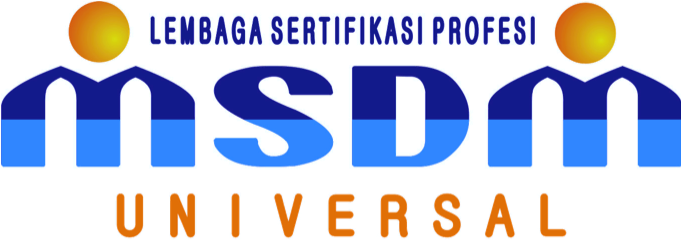 LEMBAGA SERTIFIKASI PROFESI
MSDM
UNIVERSAL